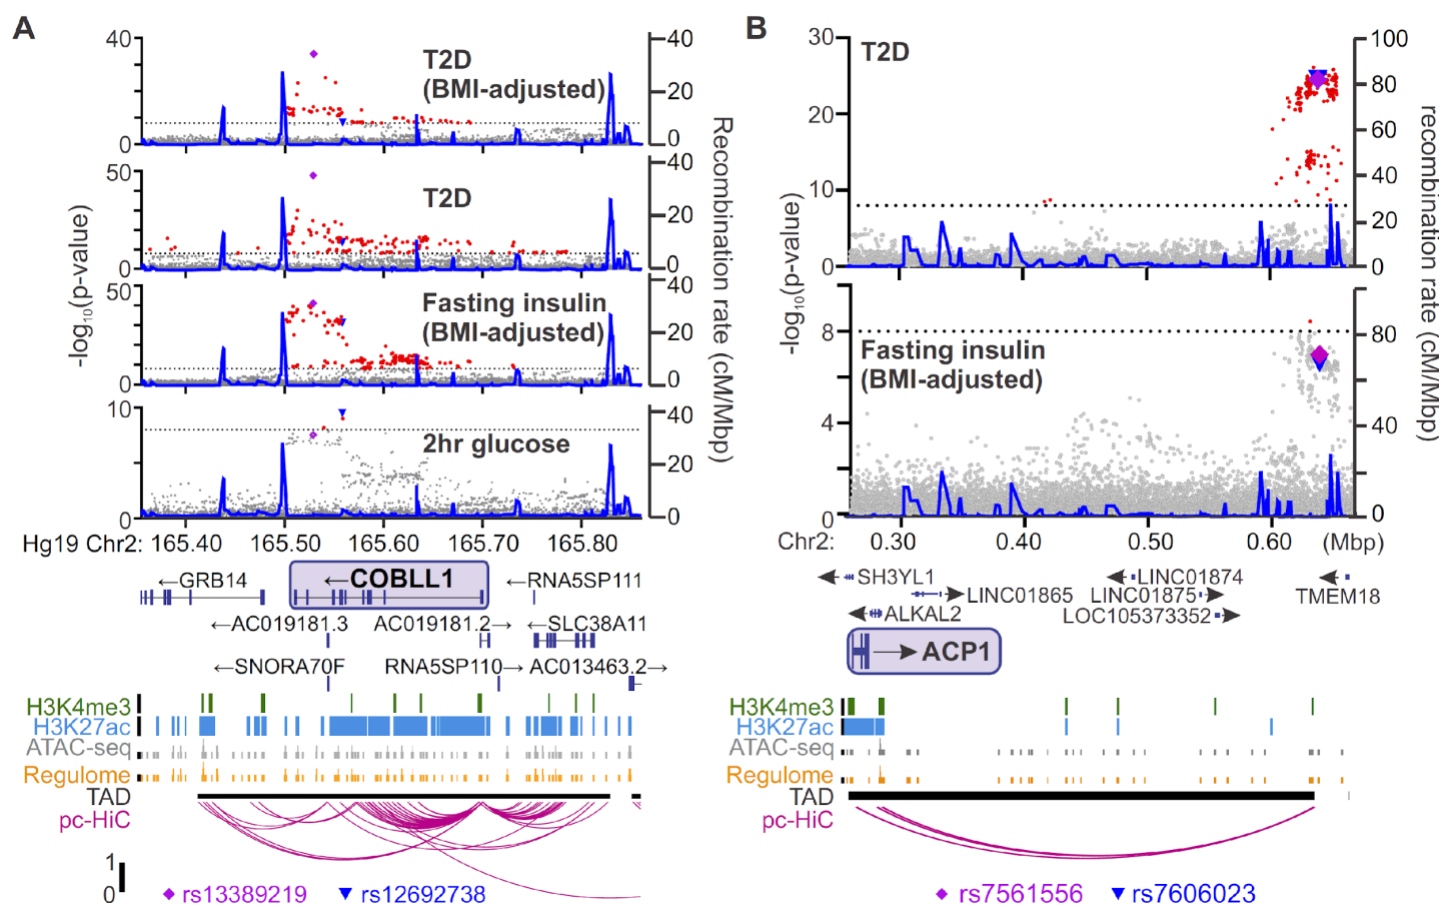 A
T2D
(BMI-adjusted)
40
20
0
40
20
0
T2D
50
0
40
20
0
Fasting insulin
(BMI-adjusted)
50
0
40
20
0
2hr glucose
10
0
40
20
0
-log10(p-value)
Recombination rate (cM/Mbp)
Hg19 Chr2: 165.40 165.50 165.60 165.70 165.80
←GRB14
←COBLL1
←RNA5SP111
←AC019181.3
AC019181.2→
←SLC38A11
←SNORA70F
RNA5SP110→
AC013463.2→
H3K4me3
H3K27ac
ATAC-seq
Regulome
TAD
pc-HiC
1
0
rs13389219
rs12692738
B
T2D
30
20
10
0
100
80
60
40
20
0
Fasting insulin
(BMI-adjusted)
8
4
0
80
40
0
-log10(p-value)
recombination rate (cM/Mbp)
Chr2: 0.30 0.40 0.50 0.60 (Mbp)
SH3YL1
LINC01865
LINC01874
TMEM18
ALKAL2
LINC01875
LOC105373352
ACP1
H3K4me3
H3K27ac
ATAC-seq
Regulome
TAD
pc-HiC
rs7561556
rs7606023